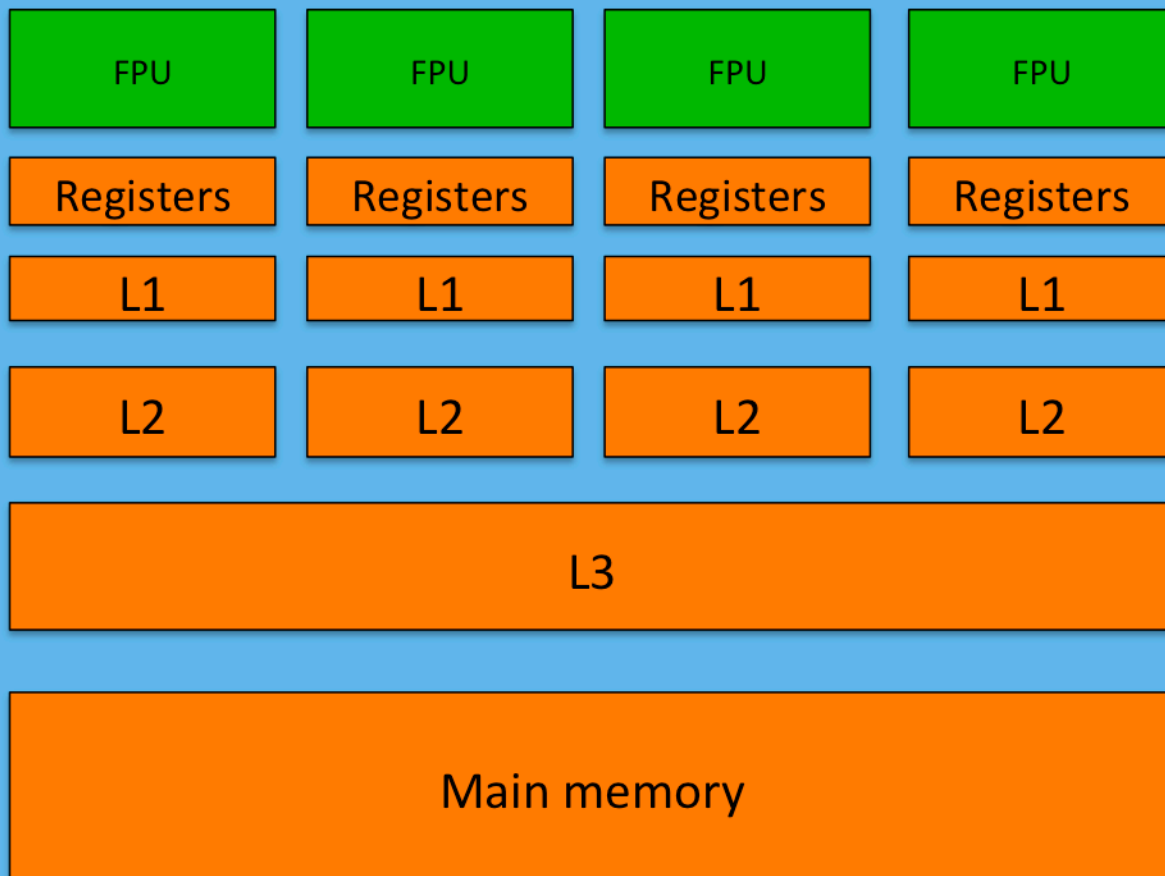 FPU FPU FPU FPU
Registers Registers Registers Registers
L1 L1 L1 L1
L2 L2 L2 L2
L3
Main memory